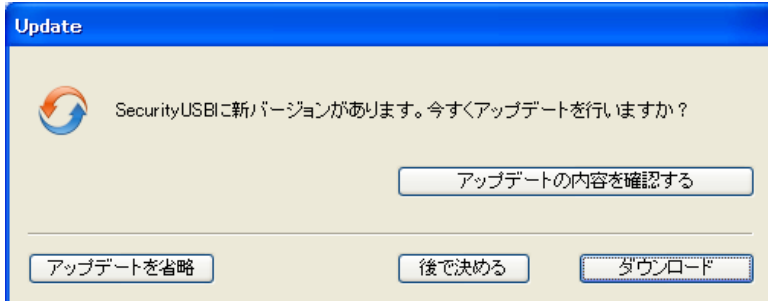 Update
SecurityUSBに新バージョンがあります。今すぐアップデートを行いますか？
アップデートの内容を確認する
アップデートを省略
後で決める
ダウンロード